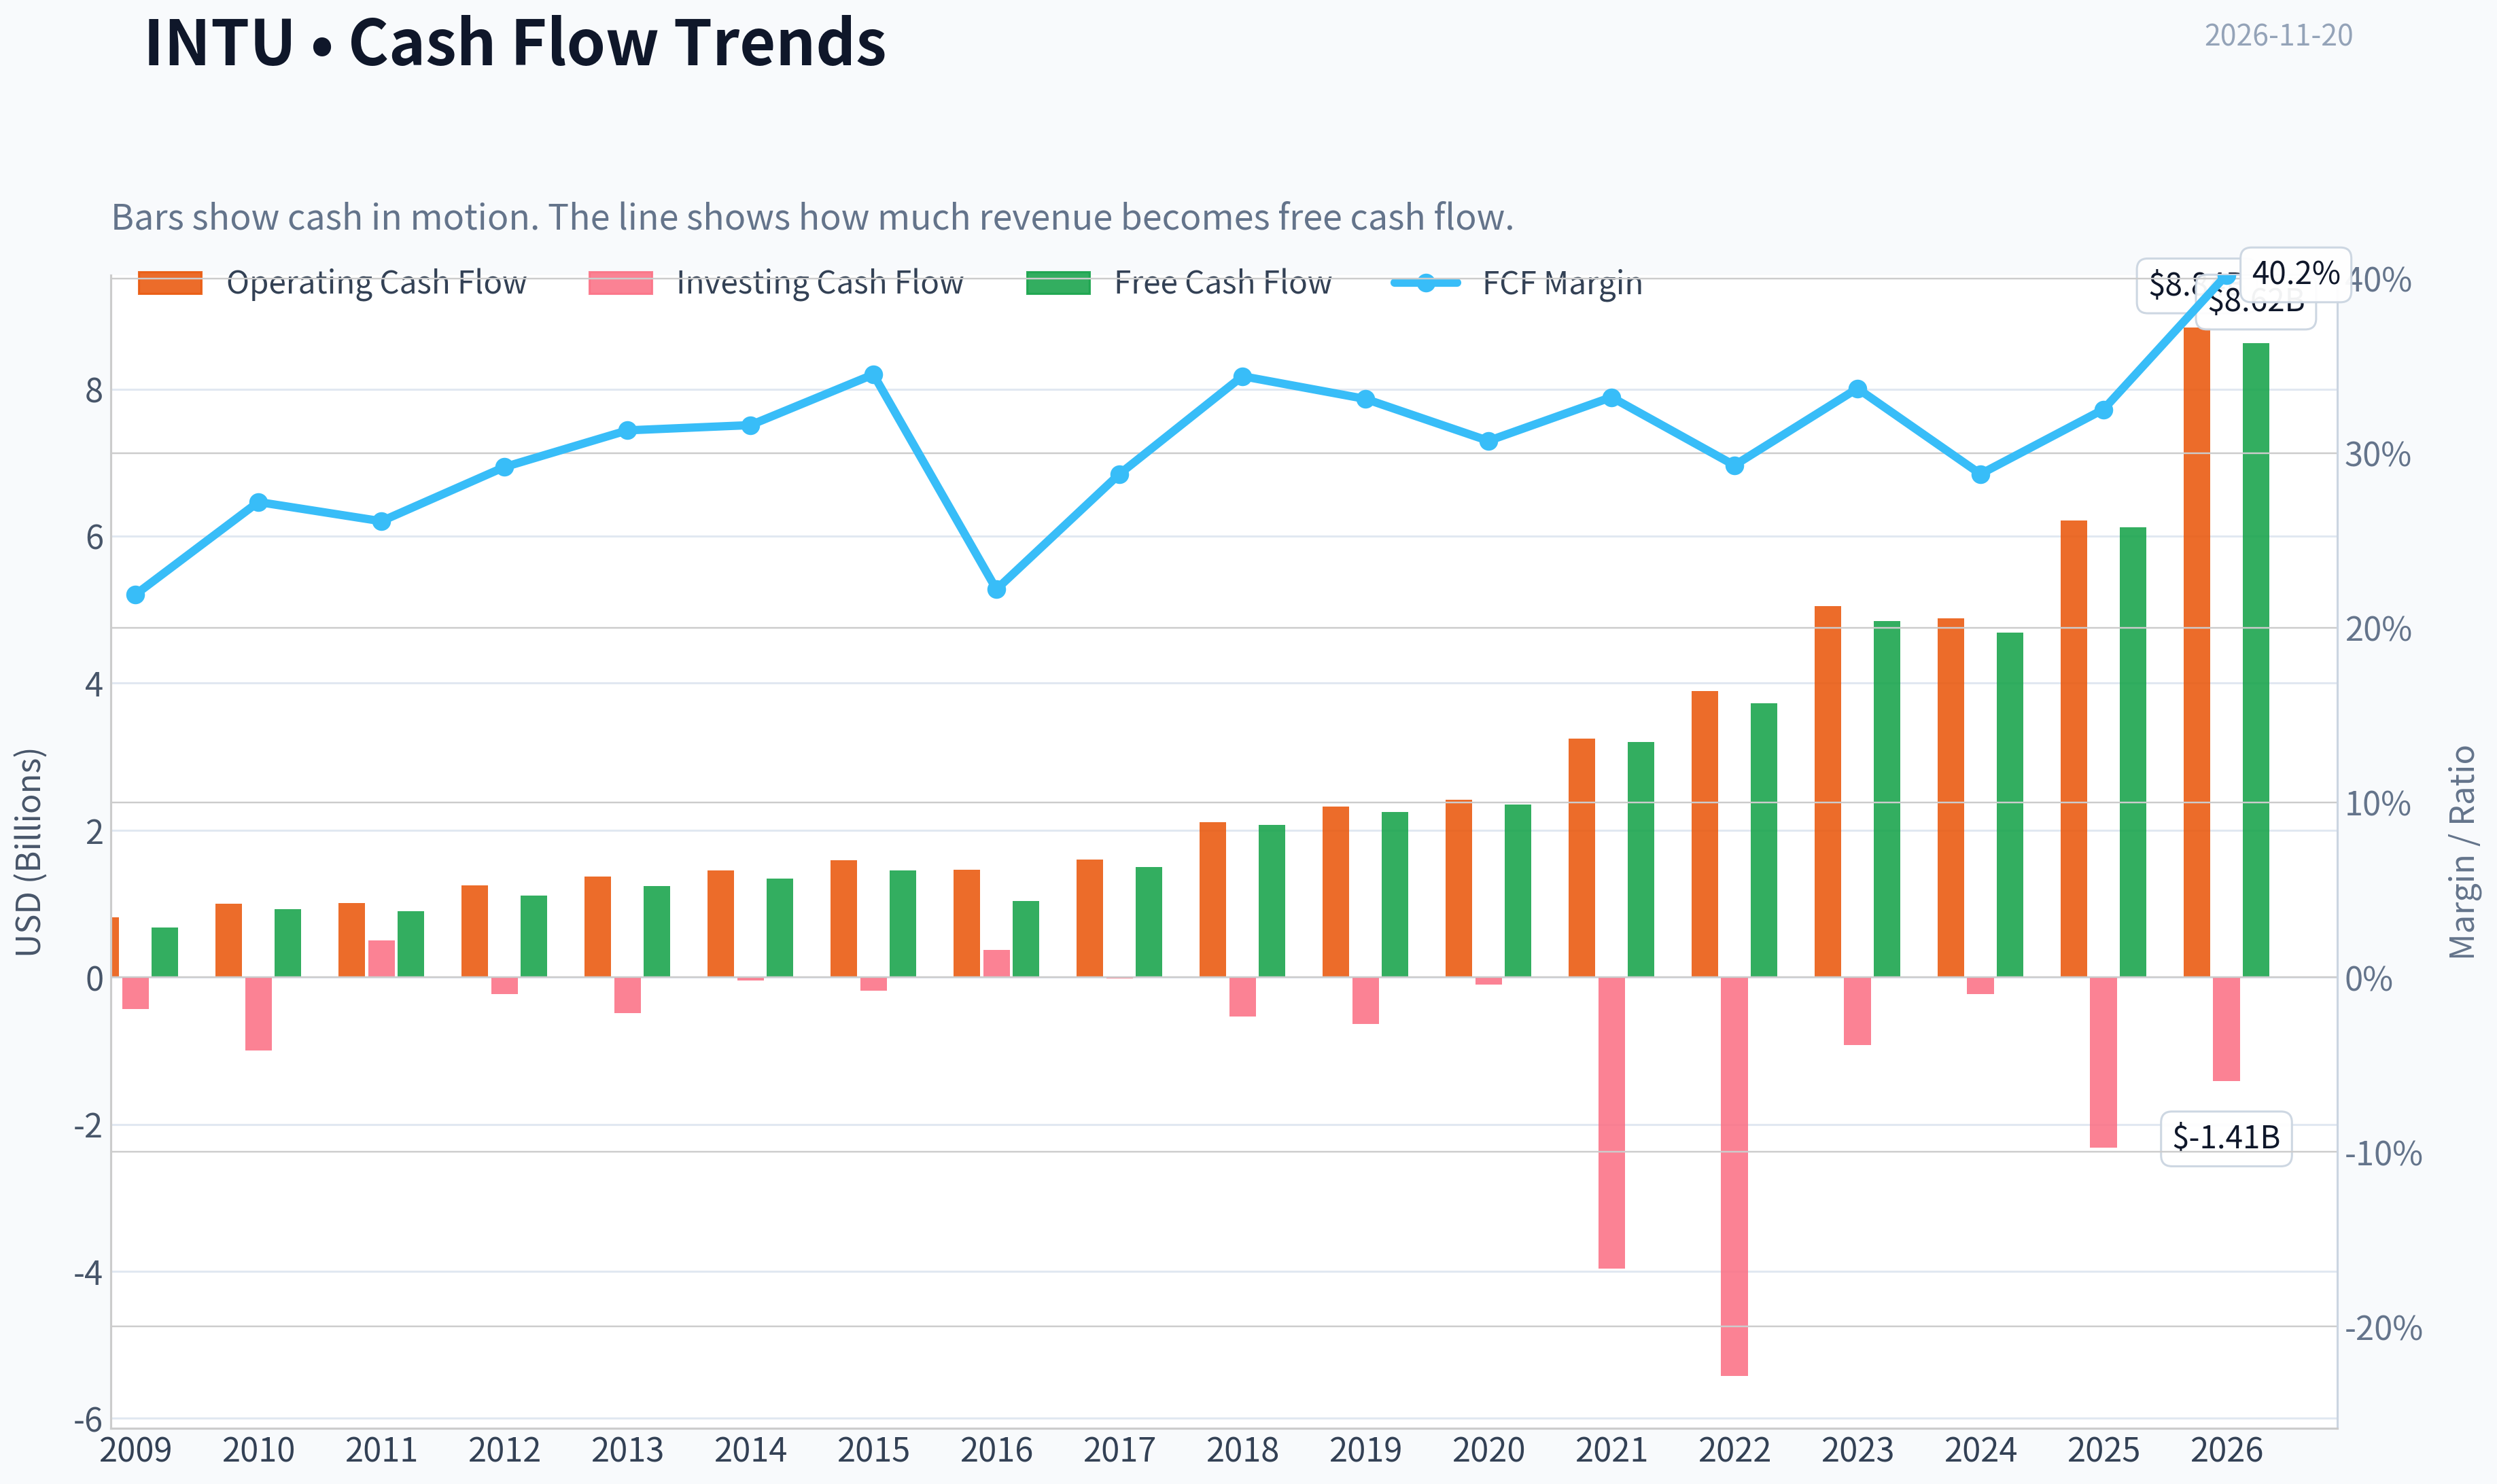 INTU • Cash Flow Trends
2026-11-20
Bars show cash in motion. The line shows how much revenue becomes free cash flow.
Operating Cash Flow
Investing Cash Flow
Free Cash Flow
FCF Margin
$8.62B
40.2%
$-1.41B
USD (Billions)
8
6
4
2
0
-2
-4
-6
Margin / Ratio
40%
30%
20%
10%
0%
-10%
-20%
2009 2010 2011 2012 2013 2014 2015 2016 2017 2018 2019 2020 2021 2022 2023 2024 2025 2026